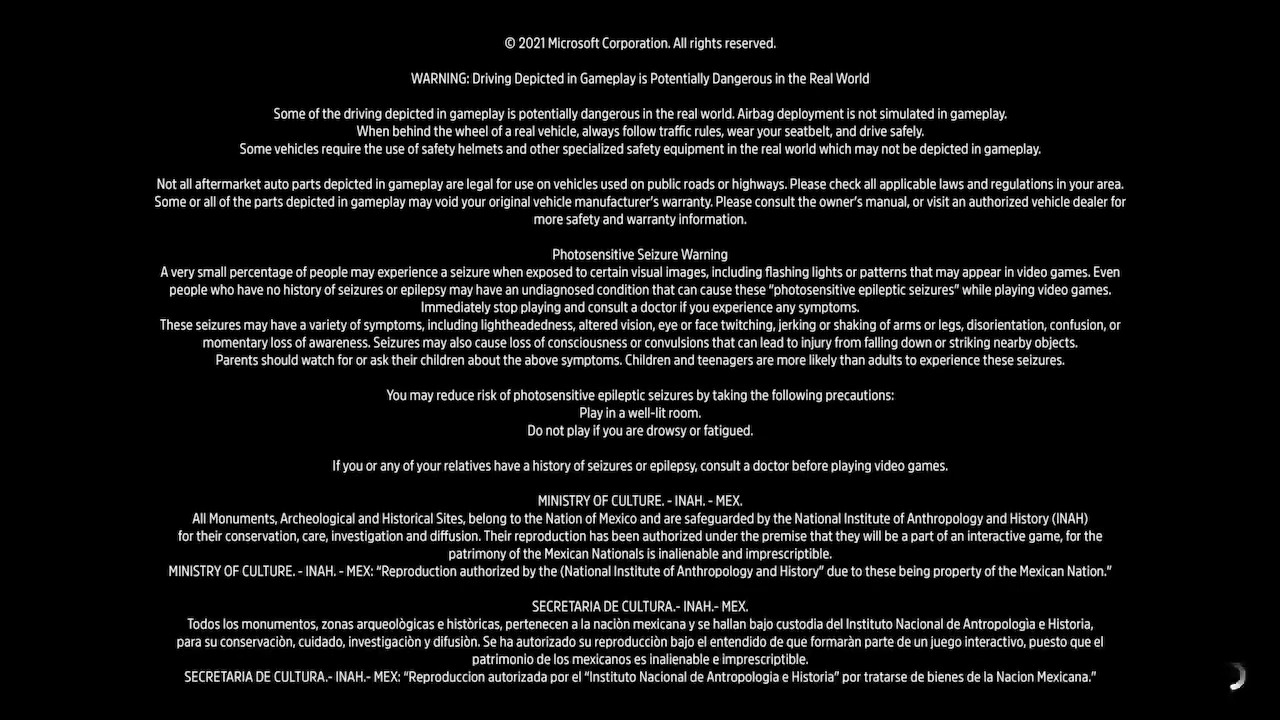 © 2021 Microsoft Corporation. All rights reserved.
WARNING: Driving Depicted in Gameplay is Potentially Dangerous in the Real World
Some of the driving depicted in gameplay is potentially dangerous in the real world. Airbag deployment is not simulated in gameplay.
When behind the wheel of a real vehicle, always follow traffic rules, wear your seatbelt, and drive safely.
Some vehicles require the use of safety helmets and other specialized safety equipment in the real world which may not be depicted in gameplay.
Not all aftermarket auto parts depicted in gameplay are legal for use on vehicles used on public roads or highways. Please check all applicable laws and regulations in your area.
Some or all of the parts depicted in gameplay may void your original vehicle manufacturer's warranty. Please consult the owner's manual, or visit an authorized vehicle dealer for
more safety and warranty information.
Photosensitive Seizure Warning
A very small percentage of people may experience a seizure when exposed to certain visual images, including flashing lights or patterns that may appear in video games. Even
people who have no history of seizures or epilepsy may have an undiagnosed condition that can cause these "photosensitive epileptic seizures" while playing video games.
Immediately stop playing and consult a doctor if you experience any symptoms.
These seizures may have a variety of symptoms, including lightheadedness, altered vision, eye or face twitching, jerking or shaking of arms or legs, disorientation, confusion, or
momentary loss of awareness. Seizures may also cause loss of consciousness or convulsions that can lead to injury from falling down or striking nearby objects.
Parents should watch for or ask their children about the above symptoms. Children and teenagers are more likely than adults to experience these seizures.
You may reduce risk of photosensitive epileptic seizures by taking the following precautions:
Play in a well-lit room.
Do not play if you are drowsy or fatigued.
If you or any of your relatives have a history of seizures or epilepsy, consult a doctor before playing video games.
MINISTRY OF CULTURE. - INAH. - MEX.
All Monuments, Archeological and Historical Sites, belong to the Nation of Mexico and are safeguarded by the National Institute of Anthropology and History (INAH)
for their conservation, care, investigation and diffusion. Their reproduction has been authorized under the premise that they will be a part of an interactive game, for the
patrimony of the Mexican Nationals is inalienable and imprescriptible.
MINISTRY OF CULTURE. - INAH. - MEX: "Reproduction authorized by the (National Institute of Anthropology and History" due to these being property of the Mexican Nation."
SECRETARIA DE CULTURA.- INAH.- MEX.
Todos los monumentos, zonas arqueològicas e històricas, pertenecen a la naciòn mexicana y se hallan bajo custodia del Instituto Nacional de Antropologìa e Historia,
para su conservaciòn, cuidado, investigaciòn y difusiòn. Se ha autorizado su reproducciòn bajo el entendido de que formaràn parte de un juego interactivo, puesto que el
patrimonio de los mexicanos es inalienable e imprescriptible.
SECRETARIA DE CULTURA.- INAH.- MEX: "Reproduccion autorizada por el "Instituto Nacional de Antropologia e Historia" por tratarse de bienes de la Nacion Mexicana."